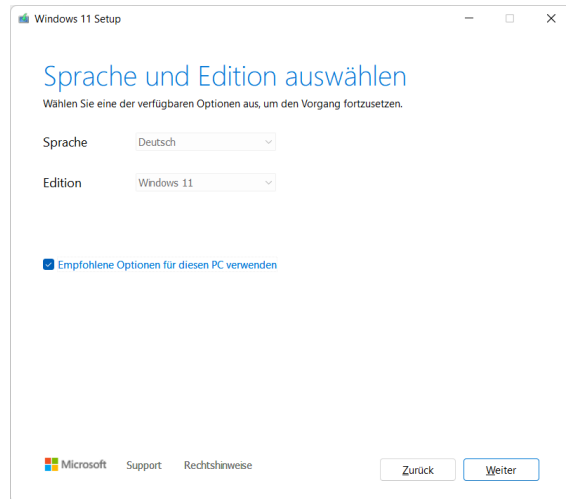 Windows 11 Setup
Sprache und Edition auswählen
Wählen Sie eine der verfügbaren Optionen aus, um den Vorgang fortzusetzen.
Sprache Deutsch
Edition Windows 11
Empfohlene Optionen für diesen PC verwenden
Microsoft Support Rechtshinweise Zurück Weiter